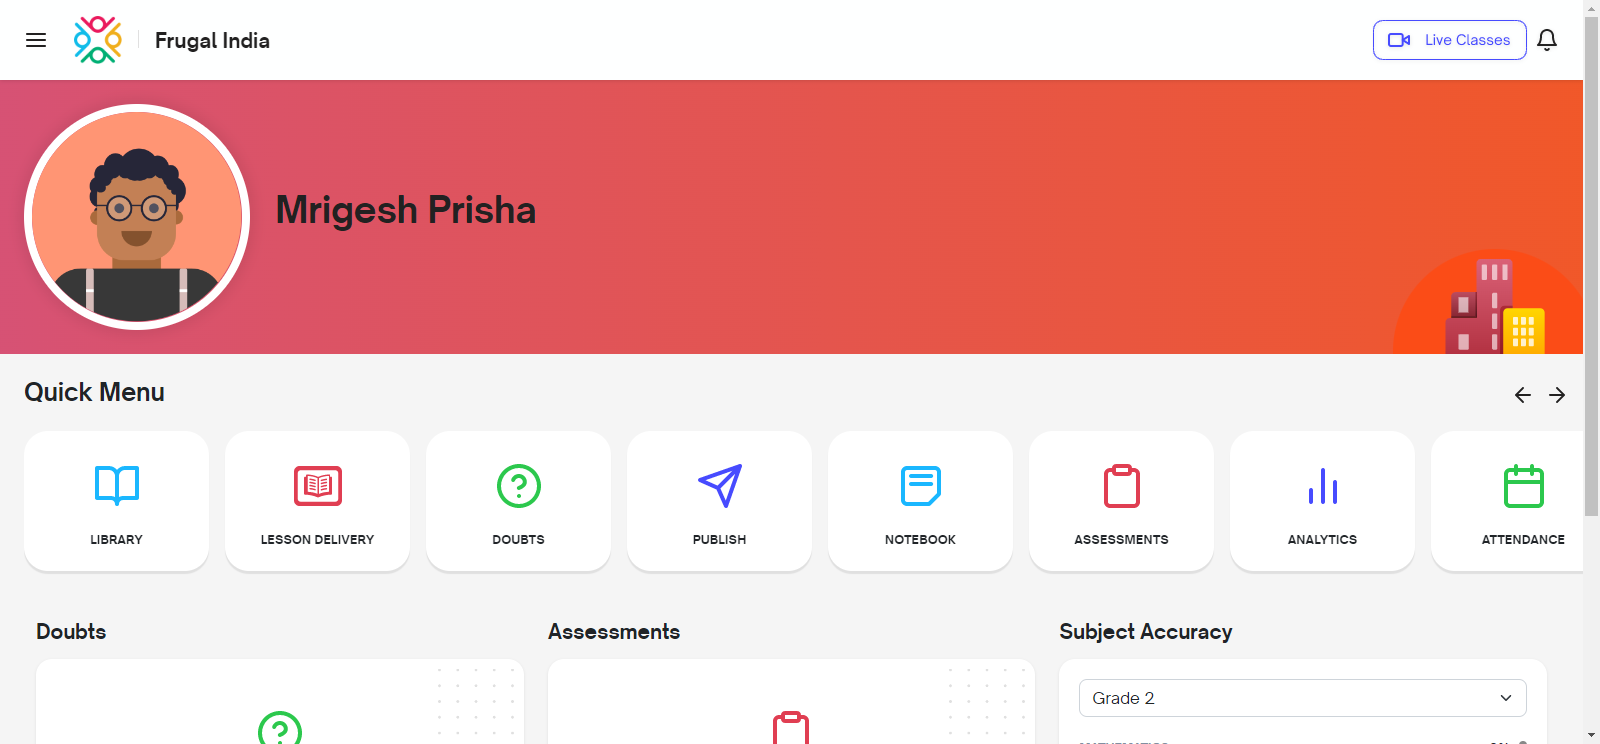 Frugal India
Live Classes
Mrigesh Prisha
Quick Menu
LIBRARY
LESSON DELIVERY
DOUBTS
PUBLISH
NOTEBOOK
ASSESSMENTS
ANALYTICS
ATTENDANCE
Doubts
Assessments
Subject Accuracy
Grade 2